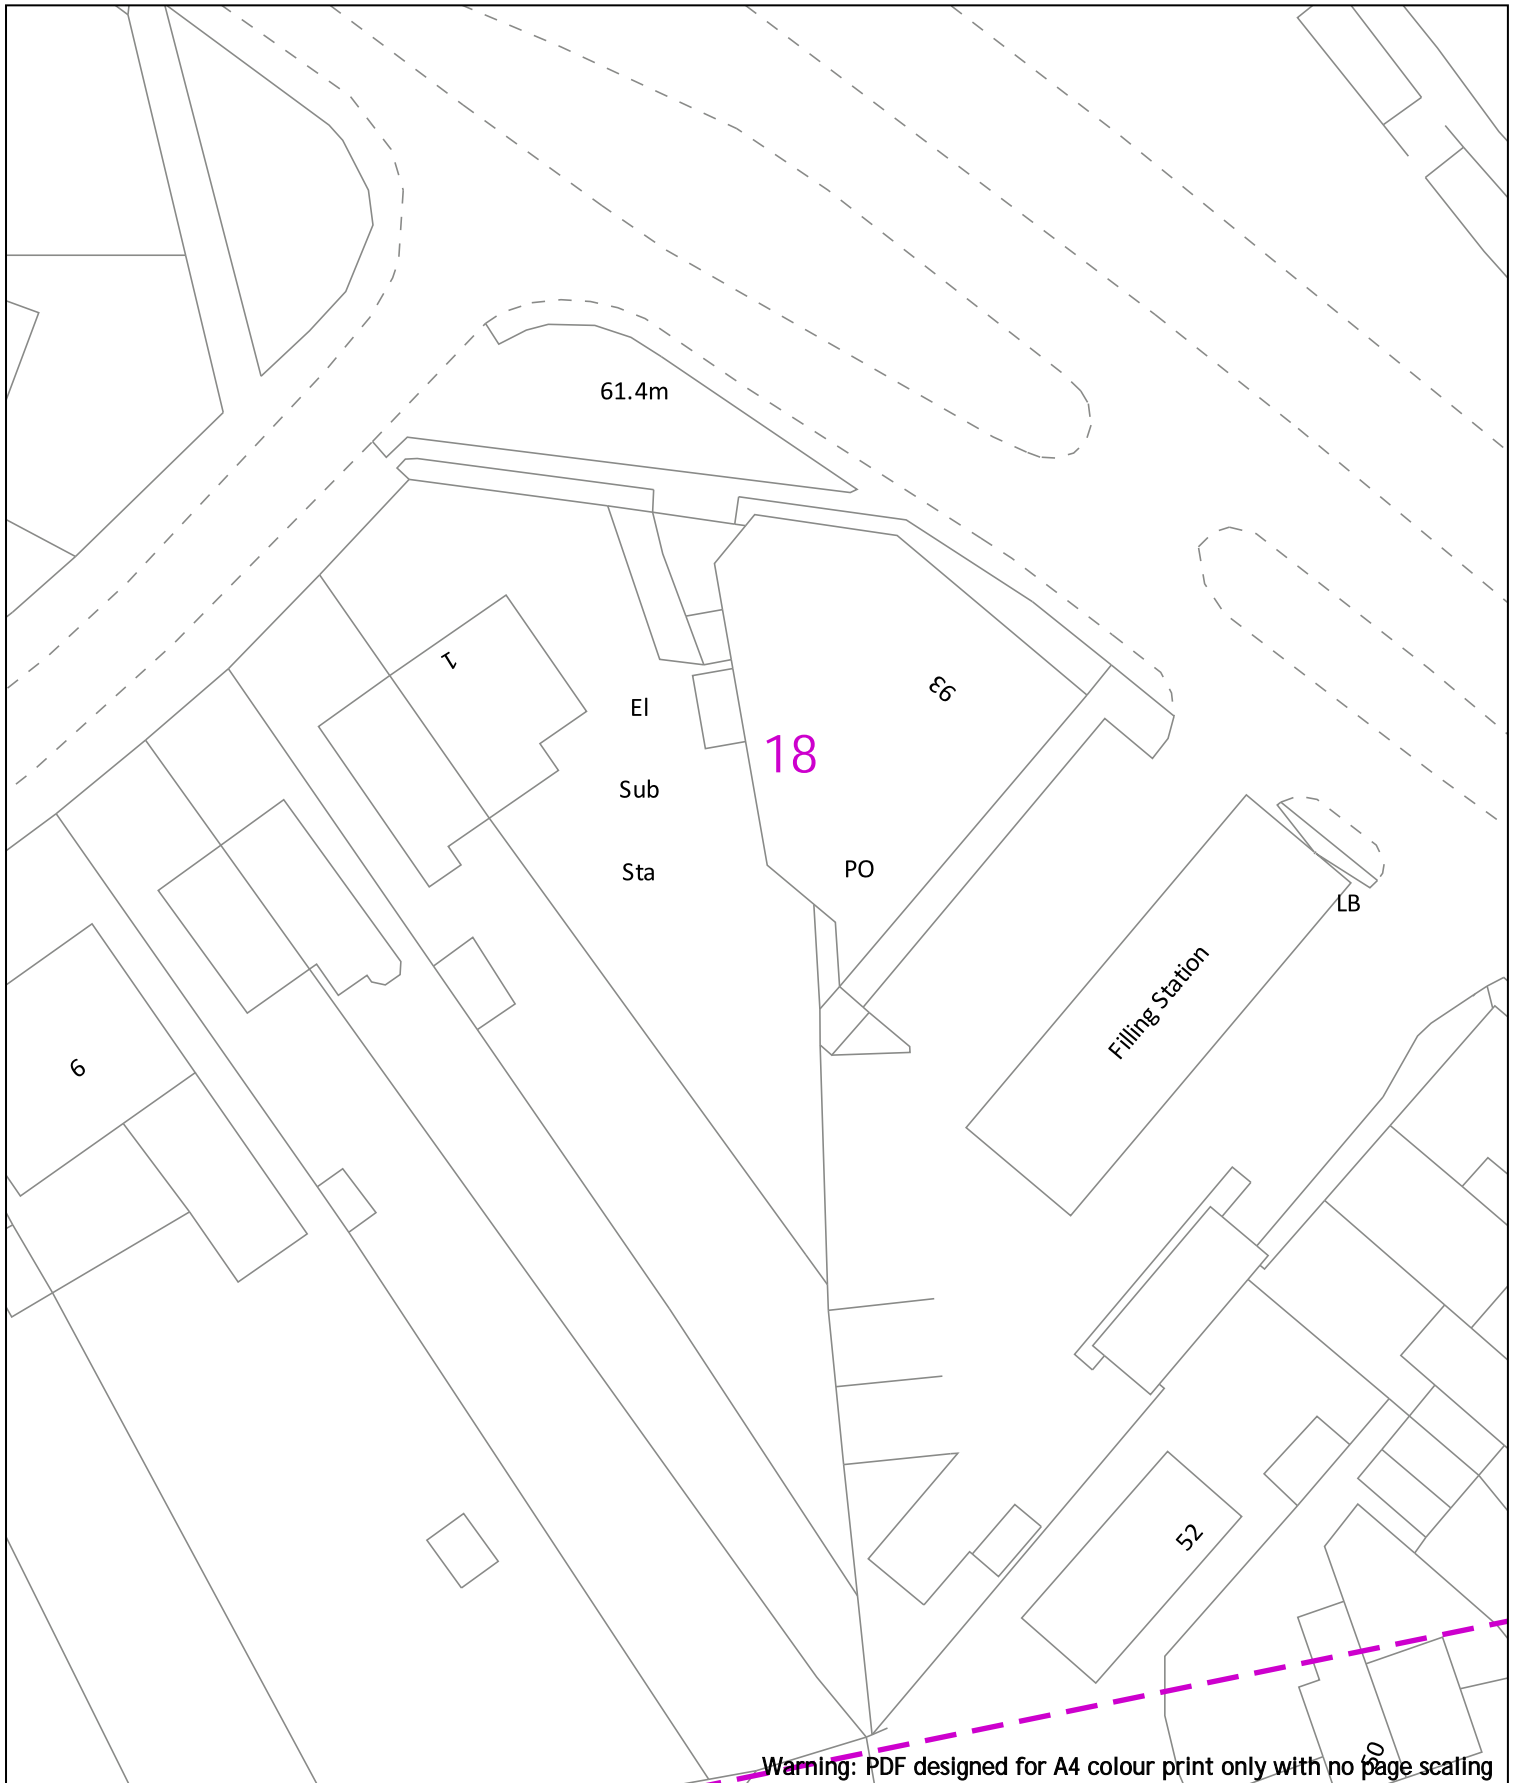 61.4m
1
93
El
18
Sub
Sta
PO
LB
Filling Station
6
52
50
Warning: PDF designed for A4 colour print only with no page scaling